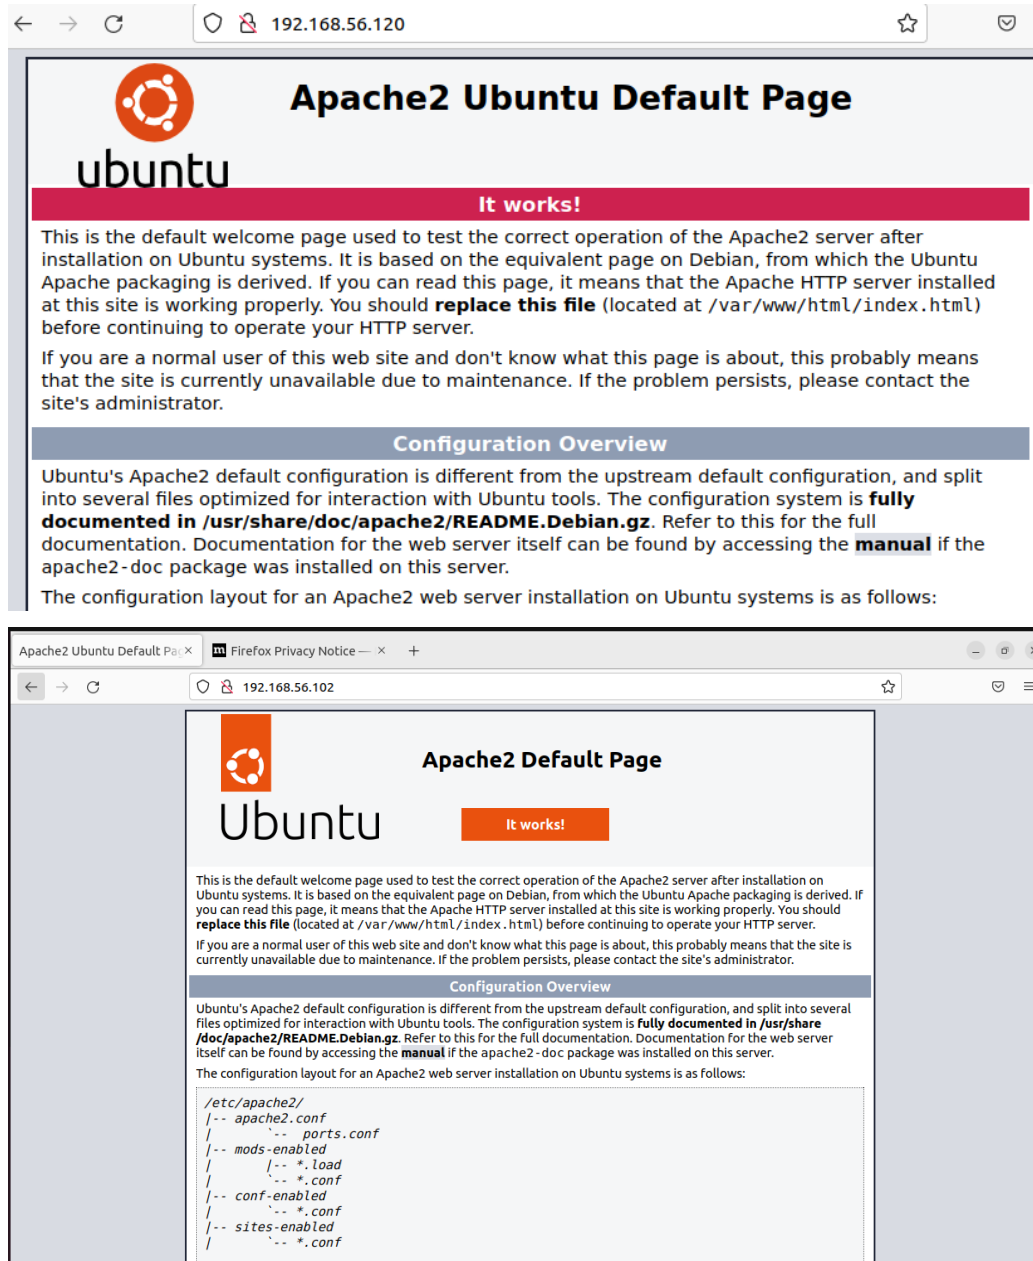 192.168.56.120
ubuntu
Apache2 Ubuntu Default Page
It works!
This is the default welcome page used to test the correct operation of the Apache2 server after
installation on Ubuntu systems. It is based on the equivalent page on Debian, from which the Ubuntu
Apache packaging is derived. If you can read this page, it means that the Apache HTTP server installed
at this site is working properly. You should replace this file (located at /var/www/html/index.html)
before continuing to operate your HTTP server.
If you are a normal user of this web site and don't know what this page is about, this probably means
that the site is currently unavailable due to maintenance. If the problem persists, please contact the
site's administrator.
Configuration Overview
Ubuntu's Apache2 default configuration is different from the upstream default configuration, and split
into several files optimized for interaction with Ubuntu tools. The configuration system is fully
documented in /usr/share/doc/apache2/README.Debian.gz. Refer to this for the full
documentation. Documentation for the web server itself can be found by accessing the manual if the
apache2-doc package was installed on this server.
The configuration layout for an Apache2 web server installation on Ubuntu systems is as follows:
Apache2 Ubuntu Default Pag × m Firefox Privacy Notice — × +
192.168.56.102
Ubuntu
Apache2 Default Page
It works!
This is the default welcome page used to test the correct operation of the Apache2 server after installation on
Ubuntu systems. It is based on the equivalent page on Debian, from which the Ubuntu Apache packaging is derived. If
you can read this page, it means that the Apache HTTP server installed at this site is working properly. You should
replace this file (located at /var/www/html/index.html) before continuing to operate your HTTP server.
If you are a normal user of this web site and don't know what this page is about, this probably means that the site is
currently unavailable due to maintenance. If the problem persists, please contact the site's administrator.
Configuration Overview
Ubuntu's Apache2 default configuration is different from the upstream default configuration, and split into several
files optimized for interaction with Ubuntu tools. The configuration system is fully documented in /usr/share
/doc/apache2/README.Debian.gz. Refer to this for the full documentation. Documentation for the web server
itself can be found by accessing the manual if the apache2-doc package was installed on this server.
The configuration layout for an Apache2 web server installation on Ubuntu systems is as follows:
/etc/apache2/
|-- apache2.conf
|       `--  ports.conf
|-- mods-enabled
|       |-- *.load
|       `-- *.conf
|-- conf-enabled
|       `-- *.conf
|-- sites-enabled
|       `-- *.conf